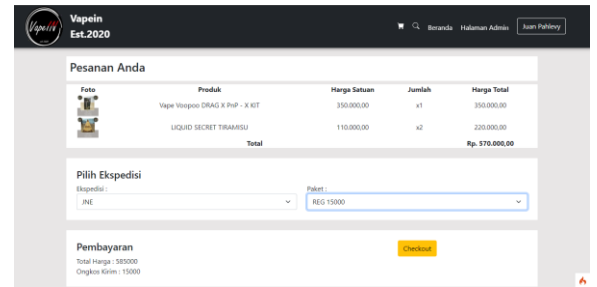 Vapein
Est.2020
VapeIN
Beranda Halaman Admin Juan Pahlevy
Pesanan Anda
Foto Produk Harga Satuan Jumlah Harga Total
Vape Voopoo DRAG X PnP - X KIT 350.000,00 x1 350.000,00
LIQUID SECRET TIRAMISU 110.000,00 x2 220.000,00
Total Rp. 570.000,00
Pilih Ekspedisi
Ekspedisi : Paket :
JNE REG 15000
Pembayaran
Checkout
Total Harga : 585000
Ongkos Kirim : 15000